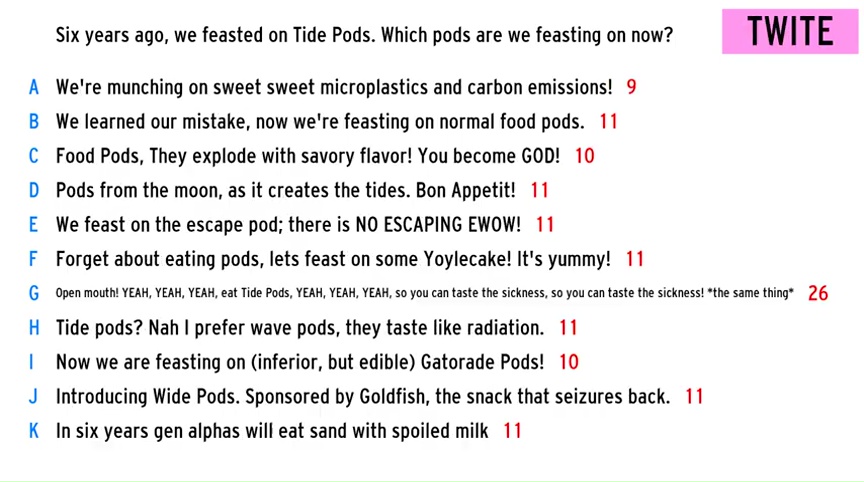 Six years ago, we feasted on Tide Pods. Which pods are we feasting on now?
TWITE
A We're munching on sweet sweet microplastics and carbon emissions! 9
B We learned our mistake, now we're feasting on normal food pods. 11
C Food Pods, They explode with savory flavor! You become GOD! 10
D Pods from the moon, as it creates the tides. Bon Appetit! 11
E We feast on the escape pod; there is NO ESCAPING EWOW! 11
F Forget about eating pods, lets feast on some Yoylecake! It's yummy! 11
G Open mouth! YEAH, YEAH, YEAH, eat Tide Pods, YEAH, YEAH, YEAH, so you can taste the sickness, so you can taste the sickness! *the same thing* 26
H Tide pods? Nah I prefer wave pods, they taste like radiation. 11
I Now we are feasting on (inferior, but edible) Gatorade Pods! 10
J Introducing Wide Pods. Sponsored by Goldfish, the snack that seizures back. 11
K In six years gen alphas will eat sand with spoiled milk 11